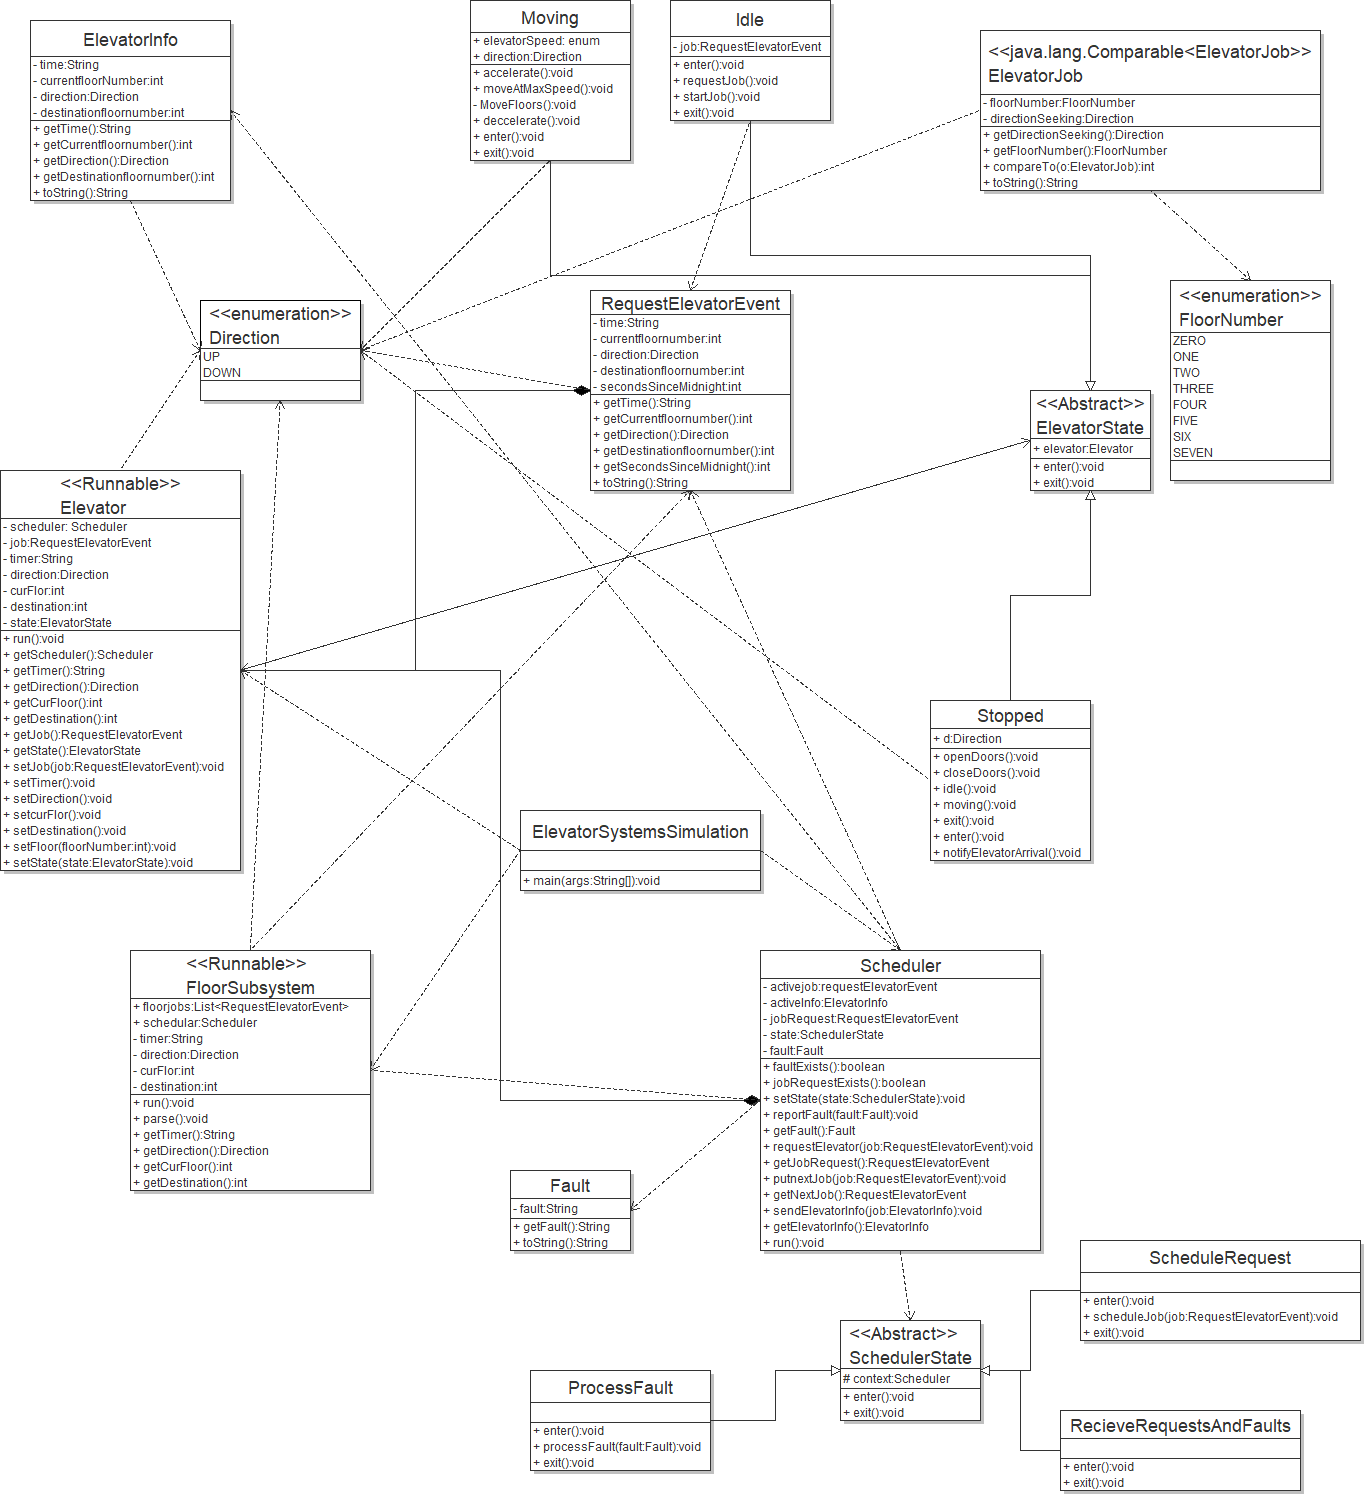 ElevatorInfo
- time:String
- currentfloorNumber:int
- direction:Direction
- destinationfloornumber:int
+ getTime():String
+ getCurrentfloornumber():int
+ getDirection():Direction
+ getDestinationfloornumber():int
+ toString():String
Moving
+ elevatorSpeed: enum
+ direction:Direction
+ accelerate():void
+ moveAtMaxSpeed():void
- MoveFloors():void
+ deccelerate():void
+ enter():void
+ exit():void
Idle
- job:RequestElevatorEvent
+ enter():void
+ requestJob():void
+ startJob():void
+ exit():void
<<java.lang.Comparable<ElevatorJob>>
ElevatorJob
- floorNumber:FloorNumber
- directionSeeking:Direction
+ getDirectionSeeking():Direction
+ getFloorNumber():FloorNumber
+ compareTo(o:ElevatorJob):int
+ toString():String
<<enumeration>>
Direction
UP
DOWN
RequestElevatorEvent
- time:String
- currentfloornumber:int
- direction:Direction
- destinationfloornumber:int
- secondsSinceMidnight:int
+ getTime():String
+ getCurrentfloornumber():int
+ getDirection():Direction
+ getDestinationfloornumber():int
+ getSecondsSinceMidnight():int
+ toString():String
<<enumeration>>
FloorNumber
ZERO
ONE
TWO
THREE
FOUR
FIVE
SIX
SEVEN
<<Abstract>>
ElevatorState
+ elevator:Elevator
+ enter():void
+ exit():void
<<Runnable>>
Elevator
- scheduler: Scheduler
- job:RequestElevatorEvent
- timer:String
- direction:Direction
- curFlor:int
- destination:int
- state:ElevatorState
+ run():void
+ getScheduler():Scheduler
+ getTimer():String
+ getDirection():Direction
+ getCurFloor():int
+ getDestination():int
+ getJob():RequestElevatorEvent
+ getState():ElevatorState
+ setJob(job:RequestElevatorEvent):void
+ setTimer():void
+ setDirection():void
+ setcurFlor():void
+ setDestination():void
+ setFloor(floorNumber:int):void
+ setState(state:ElevatorState):void
Stopped
+ d:Direction
+ openDoors():void
+ closeDoors():void
+ idle():void
+ moving():void
+ exit():void
+ enter():void
+ notifyElevatorArrival():void
ElevatorSystemsSimulation
+ main(args:String[]):void
<<Runnable>>
FloorSubsystem
+ floorjobs:List<RequestElevatorEvent>
+ schedular:Scheduler
- timer:String
- direction:Direction
- curFlor:int
- destination:int
+ run():void
+ parse():void
+ getTimer():String
+ getDirection():Direction
+ getCurFloor():int
+ getDestination():int
Scheduler
- activejob:requestElevatorEvent
- activeInfo:ElevatorInfo
- jobRequest:RequestElevatorEvent
- state:SchedulerState
- fault:Fault
+ faultExists():boolean
+ jobRequestExists():boolean
+ setState(state:SchedulerState):void
+ reportFault(fault:Fault):void
+ getFault():Fault
+ requestElevator(job:RequestElevatorEvent):void
+ getJobRequest():RequestElevatorEvent
+ putnextJob(job:RequestElevatorEvent):void
+ getNextJob():RequestElevatorEvent
+ sendElevatorInfo(job:ElevatorInfo):void
+ getElevatorInfo():ElevatorInfo
+ run():void
Fault
- fault:String
+ getFault():String
+ toString():String
ScheduleRequest
+ enter():void
+ scheduleJob(job:RequestElevatorEvent):void
+ exit():void
<<Abstract>>
SchedulerState
# context:Scheduler
+ enter():void
+ exit():void
ProcessFault
+ enter():void
+ processFault(fault:Fault):void
+ exit():void
RecieveRequestsAndFaults
+ enter():void
+ exit():void